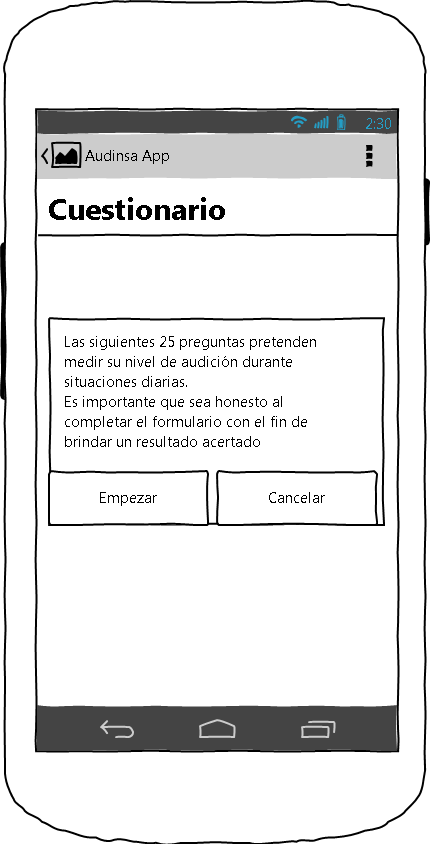 2:30
Audinsa App
Cuestionario
Las siguientes 25 preguntas pretenden
medir su nivel de audición durante
situaciones diarias.
Es importante que sea honesto al
completar el formulario con el fin de
brindar un resultado acertado
Empezar
Cancelar